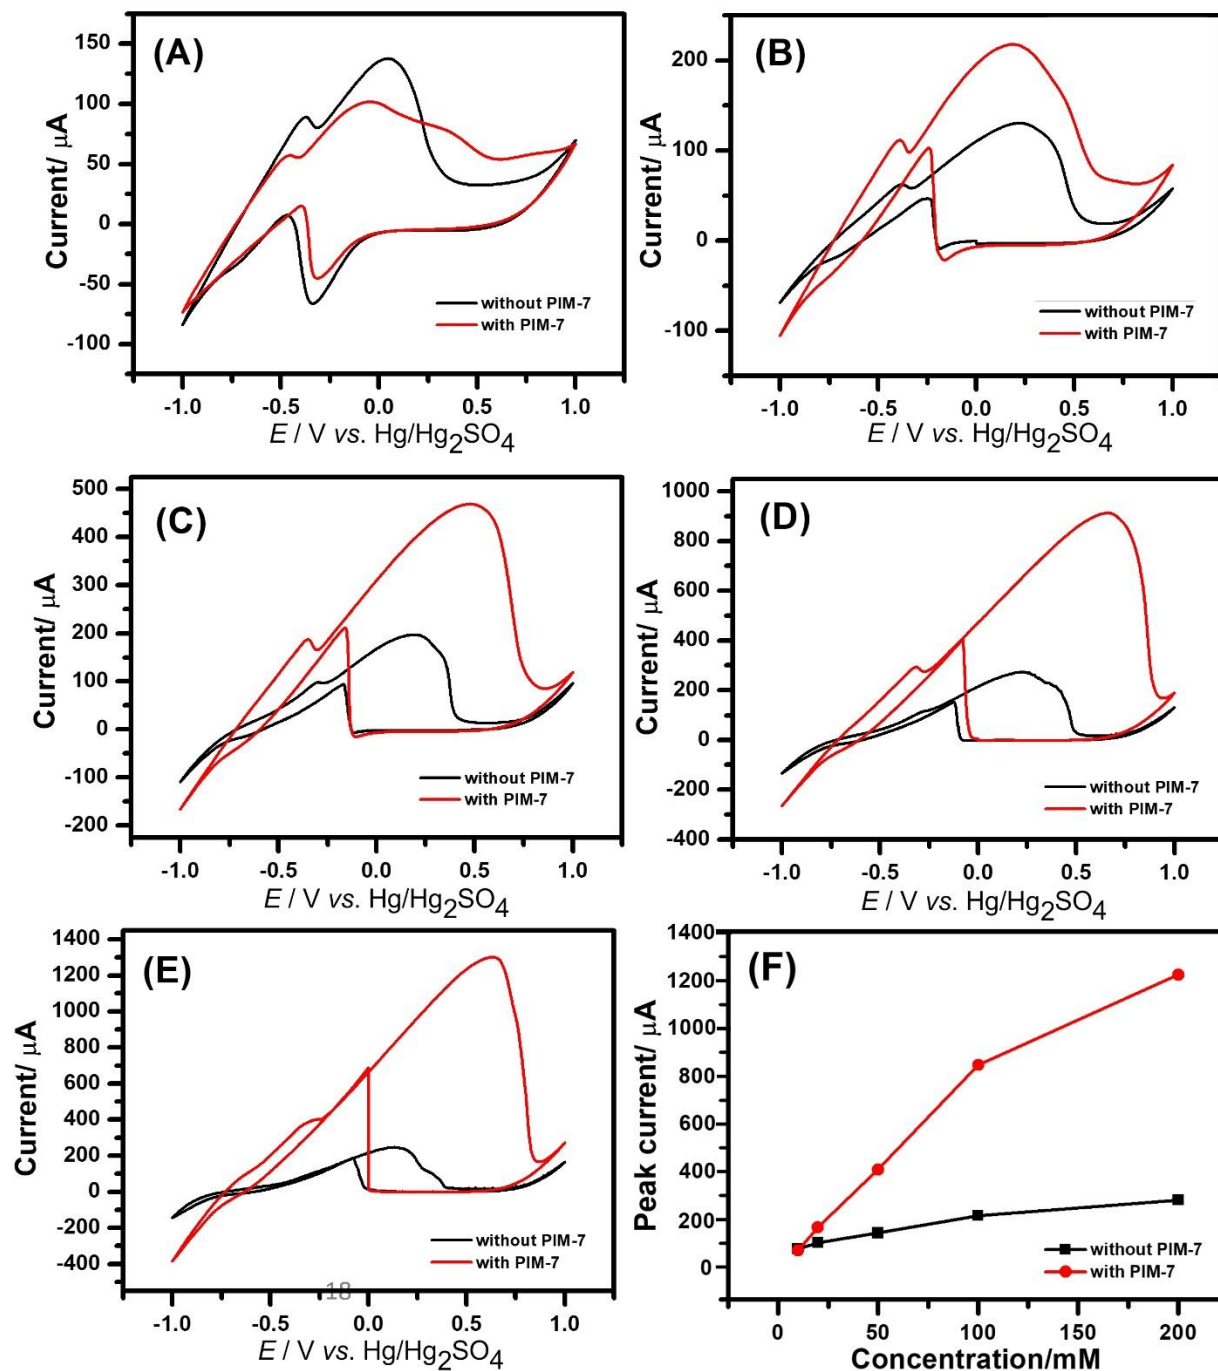 (A)
150
100
50
0
-50
-100
Current/ μA
without PIM-7
with PIM-7
-1.0 -0.5 0.0 0.5 1.0
E / V vs. Hg/Hg2SO4
(B)
200
100
0
-100
Current/ μA
without PIM-7
with PIM-7
-1.0 -0.5 0.0 0.5 1.0
E / V vs. Hg/Hg2SO4
(C)
500
400
300
200
100
0
-100
-200
Current/ μA
without PIM-7
with PIM-7
-1.0 -0.5 0.0 0.5 1.0
E / V vs. Hg/Hg2SO4
(D)
1000
800
600
400
200
0
-200
-400
Current/ μA
without PIM-7
with PIM-7
-1.0 -0.5 0.0 0.5 1.0
E / V vs. Hg/Hg2SO4
(E)
1400
1200
1000
800
600
400
200
0
-200
-400
Current/ μA
without PIM-7
with PIM-7
18
-1.0 -0.5 0.0 0.5 1.0
E / V vs. Hg/Hg2SO4
(F)
1400
1200
1000
800
600
400
200
0
Peak current/ μA
without PIM-7
with PIM-7
0 50 100 150 200
Concentration/mM